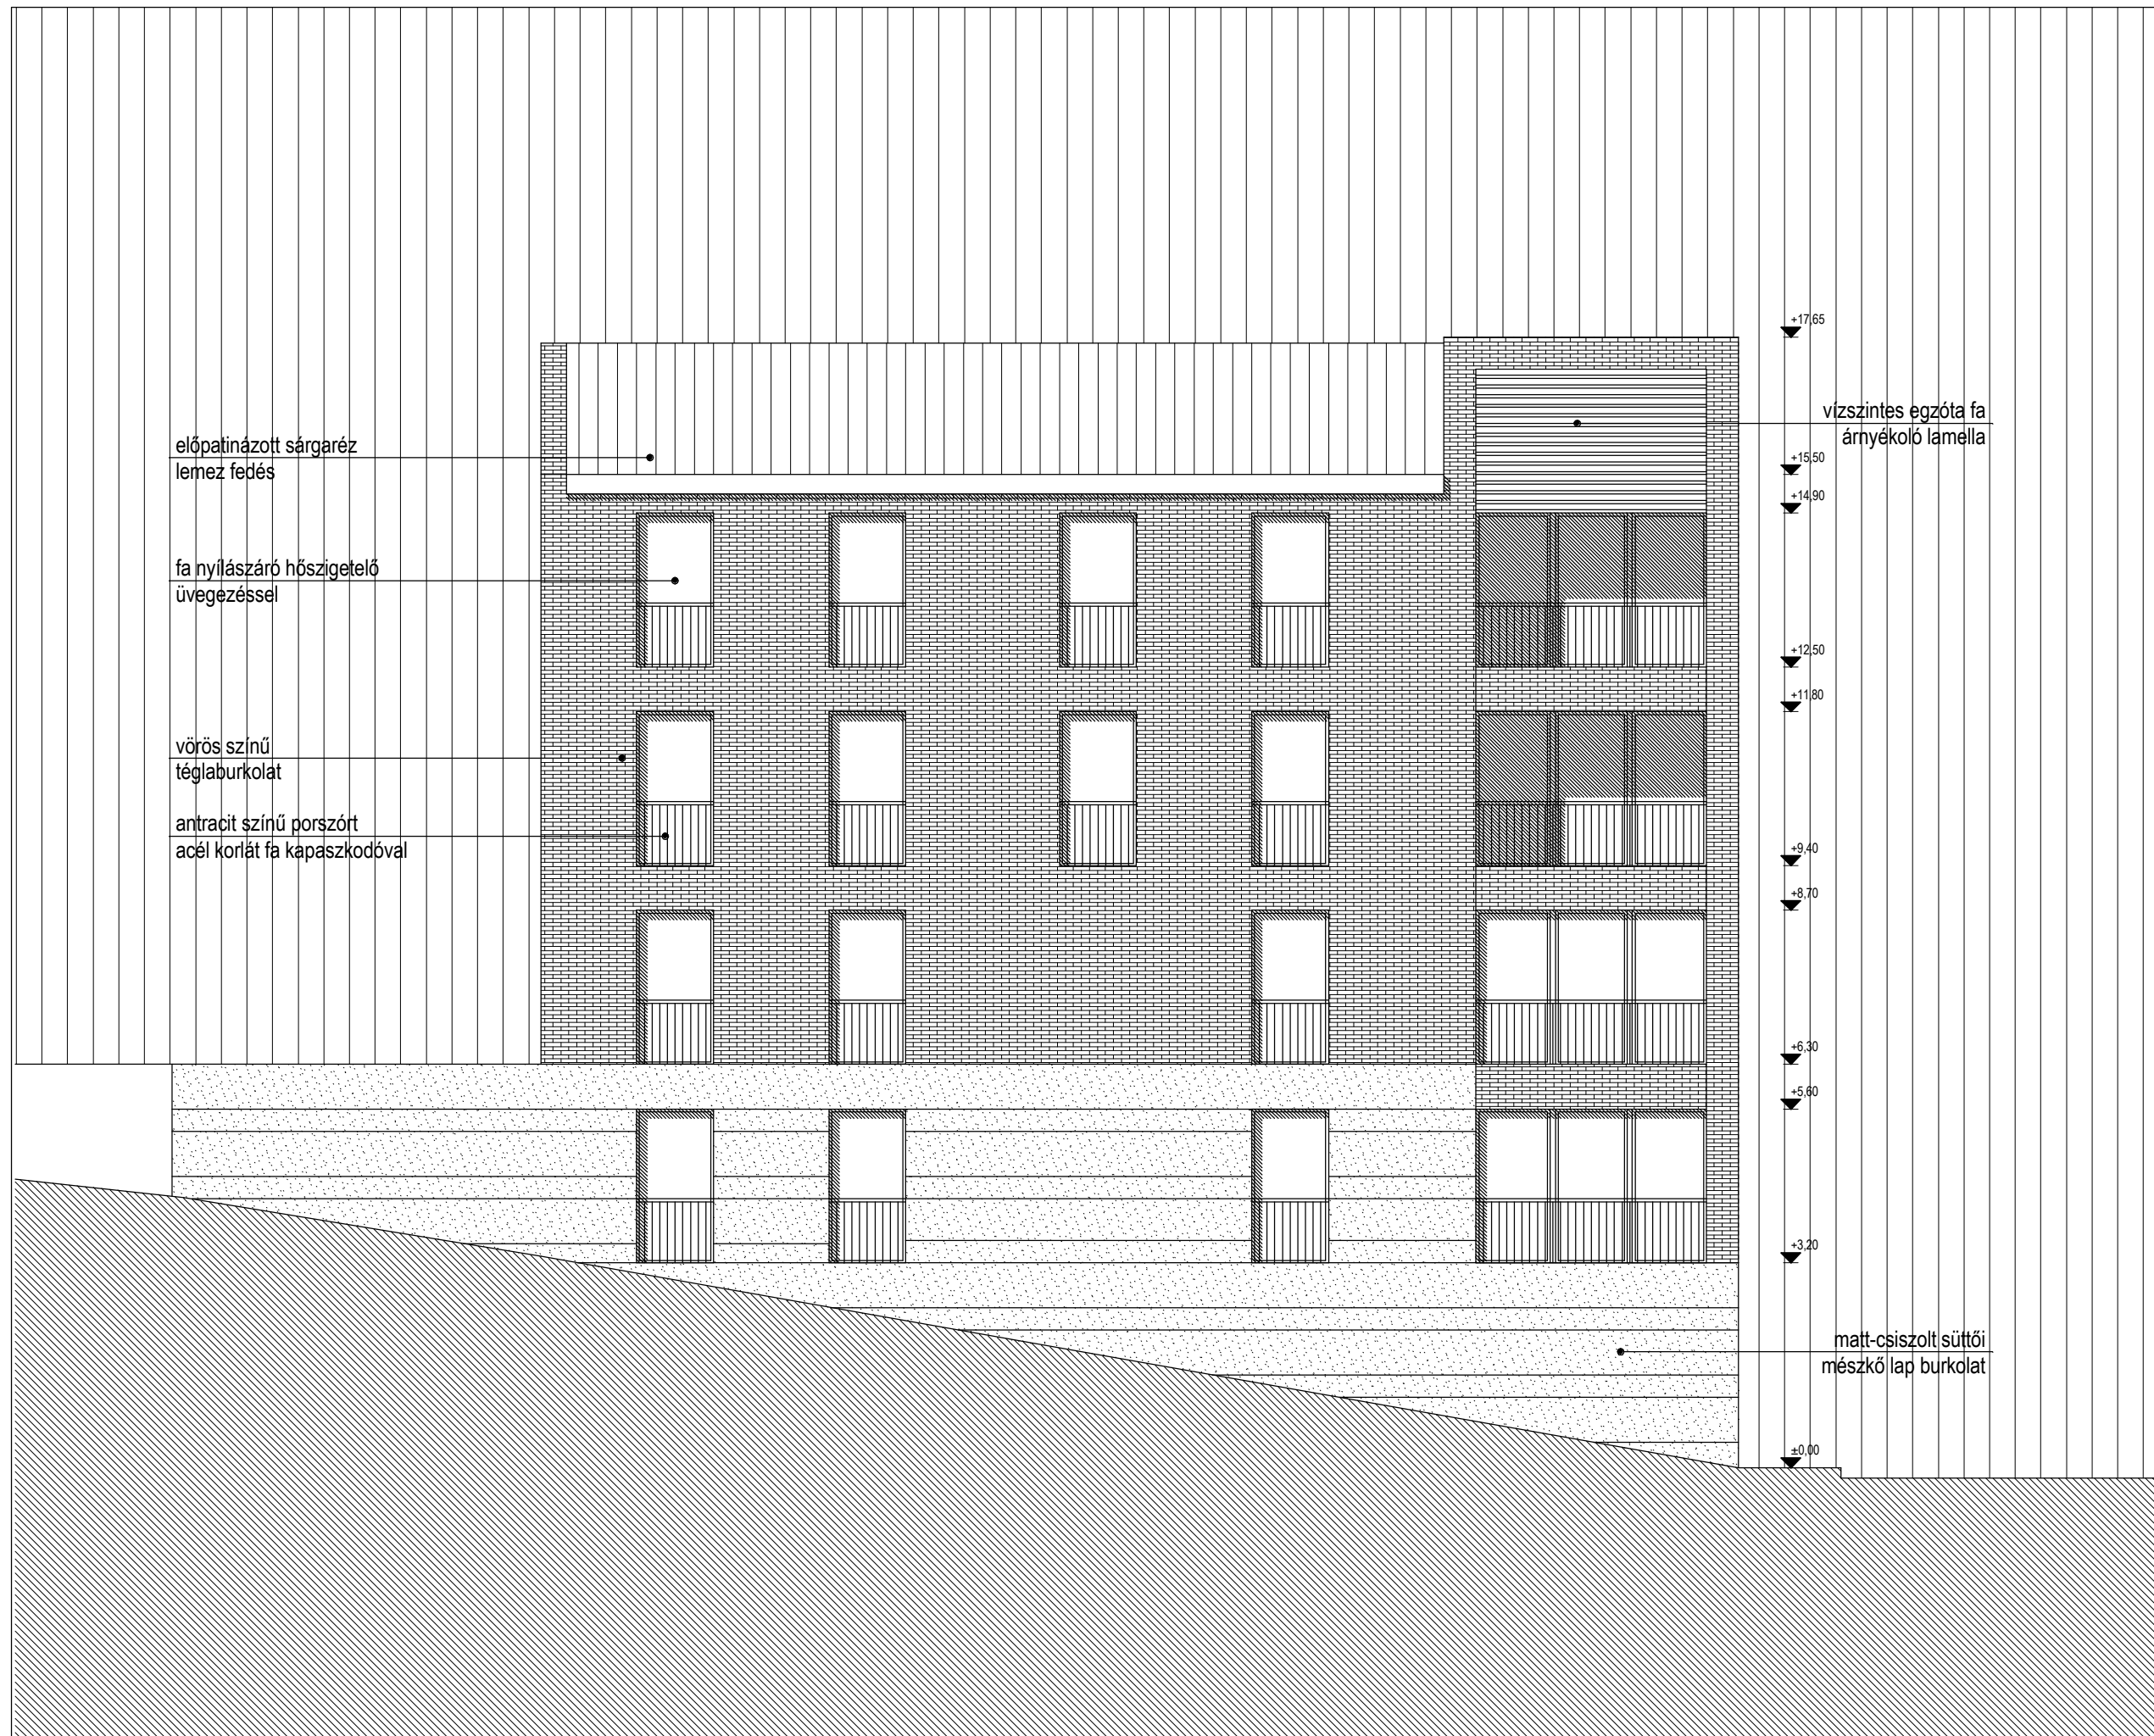 +17,65
vízszintes egzóta fa
árnyékoló lamella
előpatinázott sárgaréz
lemez fedés
+15,50
+14,90
fa nyílászáró hőszigetelő
üvegezéssel
+12,50
+11,80
vörös színű
téglaburkolat
antracit színű porszórt
acél korlát fa kapaszkodóval
+9,40
+8,70
+6,30
+5,60
+3,20
matt-csiszolt süttői
mészkő lap burkolat
±0,00